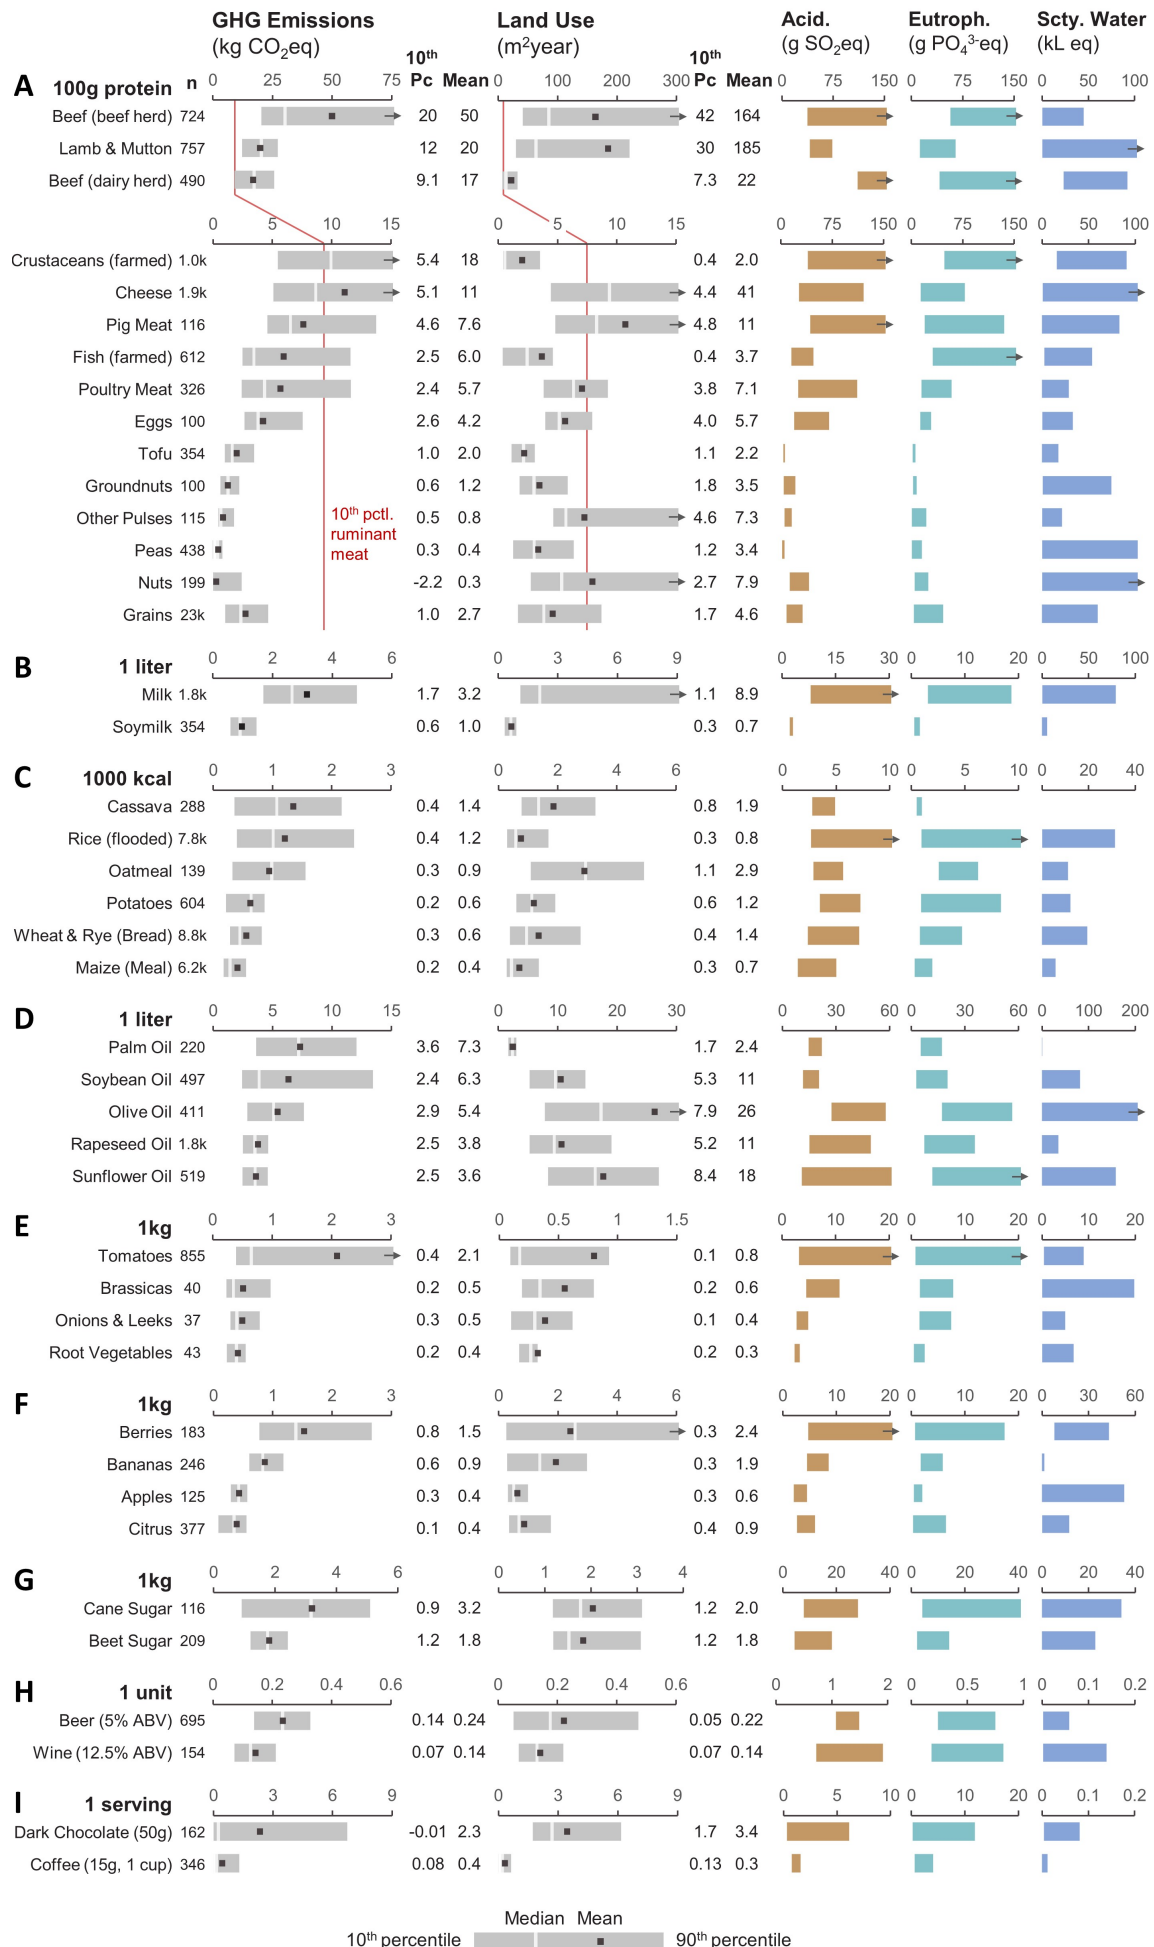 GHG Emissions Land Use Acid. Eutroph. Scty. Water
(kg CO₂eq) (m²year) (g SO₂eq) (g PO₄³⁻eq) (kL eq)
10th 10th
A 100g protein n 0 25 50 75 Pc Mean 0 100 200 300 Pc Mean 0 75 150 0 75 150 0 50 100
Beef (beef herd) 724 20 50 42 164
Lamb & Mutton 757 12 20 30 185
Beef (dairy herd) 490 9.1 17 7.3 22
0 5 10 15 0 5 10 15 0 75 150 0 75 150 0 50 100
Crustaceans (farmed) 1.0k 5.4 18 0.4 2.0
Cheese 1.9k 5.1 11 4.4 41
Pig Meat 116 4.6 7.6 4.8 11
Fish (farmed) 612 2.5 6.0 0.4 3.7
Poultry Meat 326 2.4 5.7 3.8 7.1
Eggs 100 2.6 4.2 4.0 5.7
Tofu 354 1.0 2.0 1.1 2.2
Groundnuts 100 0.6 1.2 1.8 3.5
Other Pulses 115 10th pctl. 0.5 0.8 4.6 7.3
ruminant
Peas 438 meat 0.3 0.4 1.2 3.4
Nuts 199 -2.2 0.3 2.7 7.9
Grains 23k 1.0 2.7 1.7 4.6
B 1 liter 0 2 4 6 0 3 6 9 0 15 30 0 10 20 0 50 100
Milk 1.8k 1.7 3.2 1.1 8.9
Soymilk 354 0.6 1.0 0.3 0.7
C 1000 kcal 0 1 2 3 0 2 4 6 0 5 10 0 5 10 0 20 40
Cassava 288 0.4 1.4 0.8 1.9
Rice (flooded) 7.8k 0.4 1.2 0.3 0.8
Oatmeal 139 0.3 0.9 1.1 2.9
Potatoes 604 0.2 0.6 0.6 1.2
Wheat & Rye (Bread) 8.8k 0.3 0.6 0.4 1.4
Maize (Meal) 6.2k 0.2 0.4 0.3 0.7
D 1 liter 0 5 10 15 0 10 20 30 0 30 60 0 30 60 0 100 200
Palm Oil 220 3.6 7.3 1.7 2.4
Soybean Oil 497 2.4 6.3 5.3 11
Olive Oil 411 2.9 5.4 7.9 26
Rapeseed Oil 1.8k 2.5 3.8 5.2 11
Sunflower Oil 519 2.5 3.6 8.4 18
E 1kg 0 1 2 3 0 0.5 1 1.5 0 10 20 0 10 20 0 10 20
Tomatoes 855 0.4 2.1 0.1 0.8
Brassicas 40 0.2 0.5 0.2 0.6
Onions & Leeks 37 0.3 0.5 0.1 0.4
Root Vegetables 43 0.2 0.4 0.2 0.3
F 1kg 0 1 2 3 0 2 4 6 0 10 20 0 10 20 0 30 60
Berries 183 0.8 1.5 0.3 2.4
Bananas 246 0.6 0.9 0.3 1.9
Apples 125 0.3 0.4 0.3 0.6
Citrus 377 0.1 0.4 0.4 0.9
G 1kg 0 2 4 6 0 1 2 3 4 0 20 40 0 20 40 0 20 40
Cane Sugar 116 0.9 3.2 1.2 2.0
Beet Sugar 209 1.2 1.8 1.2 1.8
H 1 unit 0 0.2 0.4 0.6 0 0.2 0.4 0.6 0 1 2 0 0.5 1 0 0.1 0.2
Beer (5% ABV) 695 0.14 0.24 0.05 0.22
Wine (12.5% ABV) 154 0.07 0.14 0.07 0.14
I 1 serving 0 3 6 9 0 3 6 9 0 5 10 0 10 20 0 0.1 0.2
Dark Chocolate (50g) 162 -0.01 2.3 1.7 3.4
Coffee (15g, 1 cup) 346 0.08 0.4 0.13 0.3
Median Mean
10th percentile 90th percentile